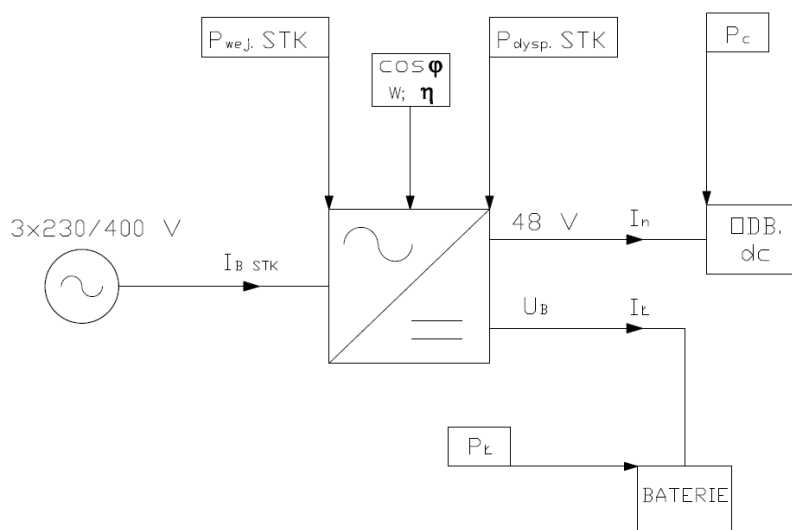 Pwej. STK
Pdysp. STK
Pc
cosφ
W; η
3x230/400 V
IB STK
48 V
In
ODB.
dc
UB
IŁ
PŁ
BATERIE